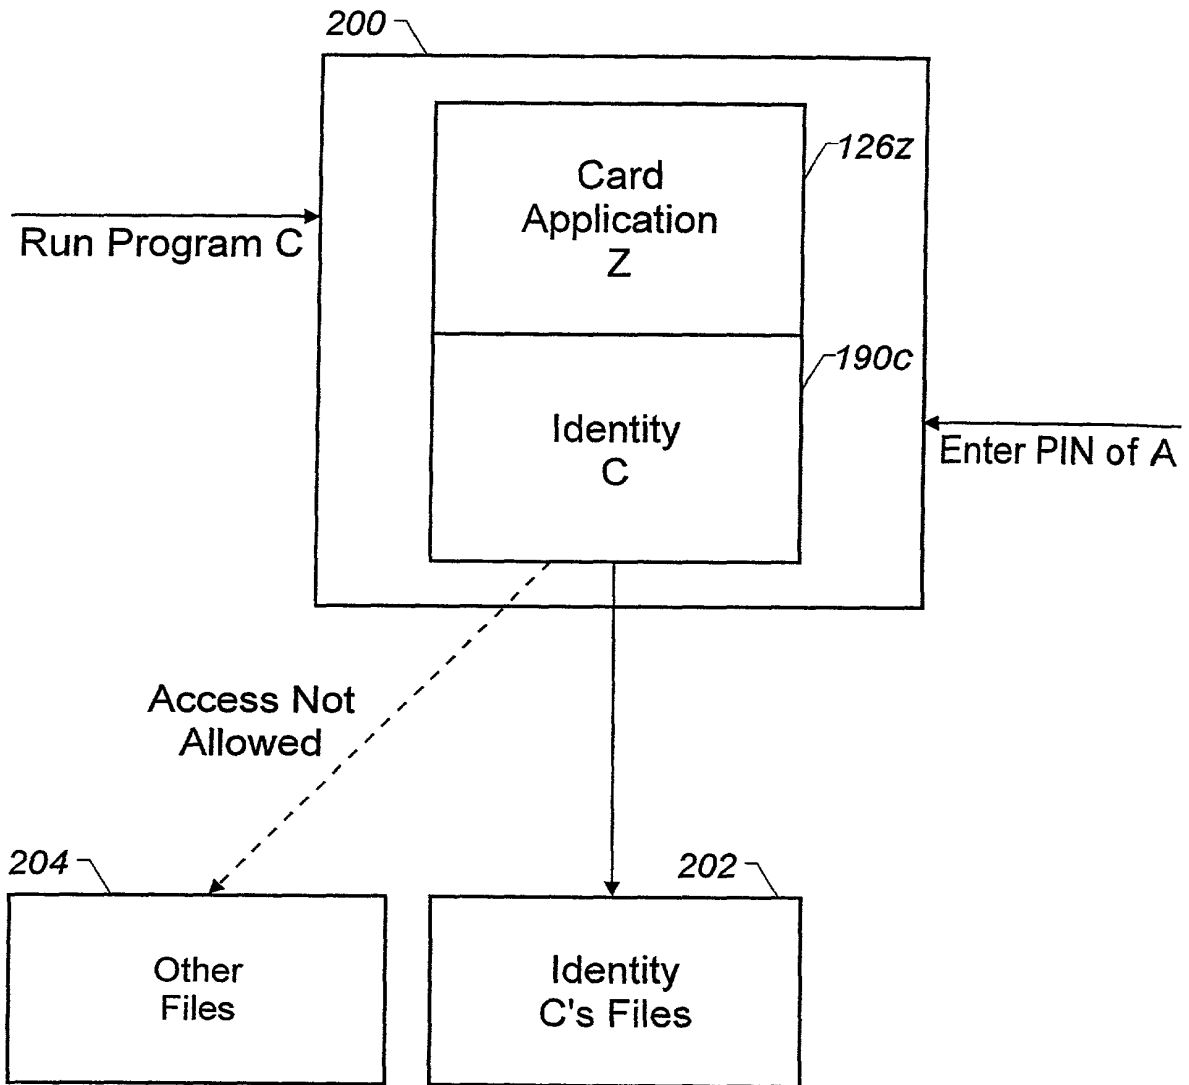 200
Card
Application
Z
126z
Run Program C
190c
Identity
C
Enter PIN of A
Access Not
Allowed
204
202
Other
Files
Identity
C's Files